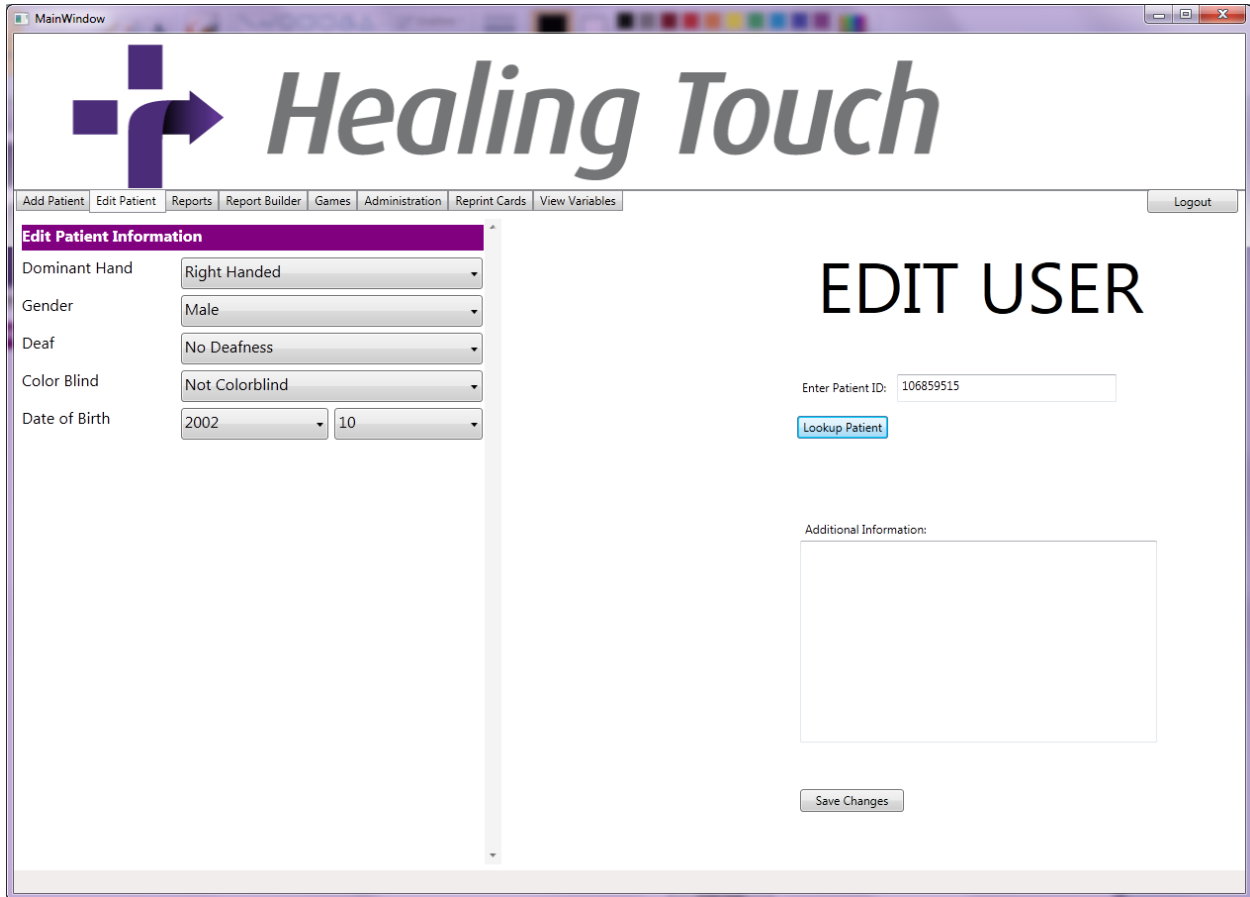 MainWindow
Healing Touch
Add Patient Edit Patient Reports Report Builder Games Administration Reprint Cards View Variables Logout
Edit Patient Information
Dominant Hand Right Handed
Gender Male
Deaf No Deafness
Color Blind Not Colorblind
Date of Birth 2002 10
EDIT USER
Enter Patient ID: 106859515
Lookup Patient
Additional Information:
Save Changes